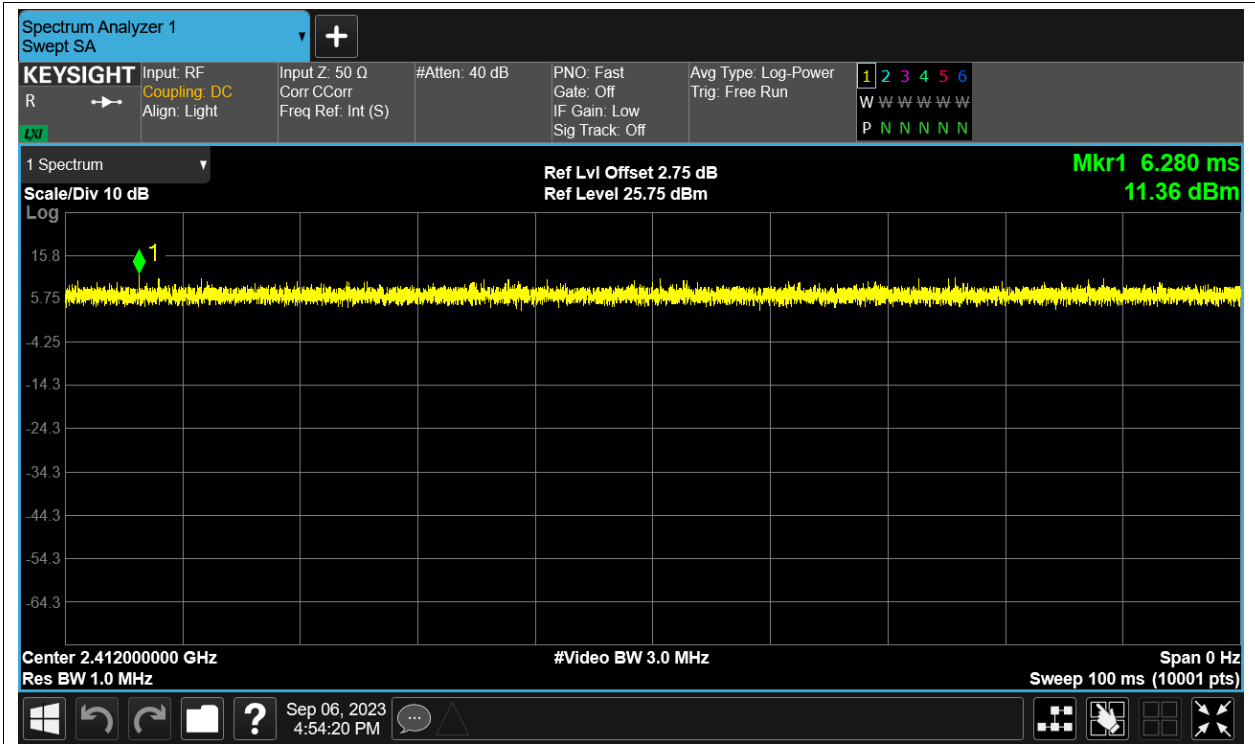 Spectrum Analyzer 1
Swept SA
KEYSIGHT
R
LXI
Input: RF
Coupling: DC
Align: Light
Input Z: 50 Ω
Corr CCorr
Freq Ref: Int (S)
#Atten: 40 dB
PNO: Fast
Gate: Off
IF Gain: Low
Sig Track: Off
Avg Type: Log-Power
Trig: Free Run
1 2 3 4 5 6
W W W W W W
P N N N N N
1 Spectrum
Scale/Div 10 dB
Log
Ref Lvl Offset 2.75 dB
Ref Level 25.75 dBm
Mkr1 6.280 ms
11.36 dBm
1
15.8
5.75
-4.25
-14.3
-24.3
-34.3
-44.3
-54.3
-64.3
Center 2.412000000 GHz
Res BW 1.0 MHz
#Video BW 3.0 MHz
Span 0 Hz
Sweep 100 ms (10001 pts)
?
Sep 06, 2023
4:54:20 PM